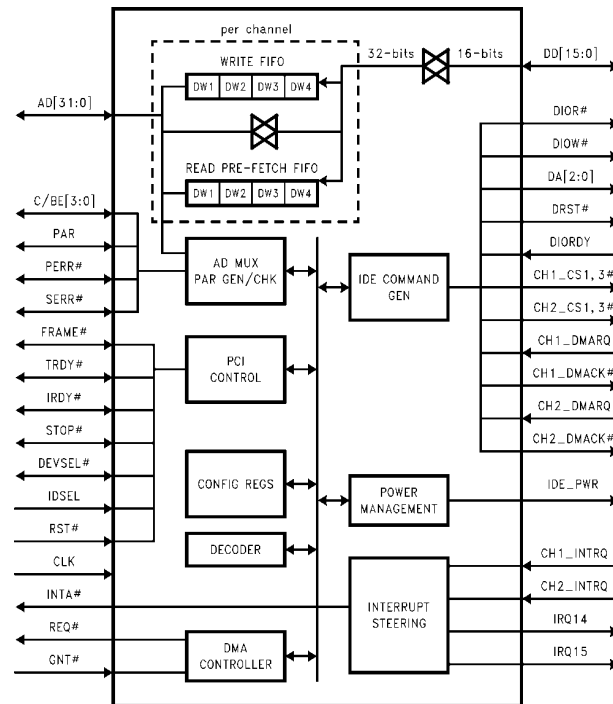 per channel
WRITE FIFO
DW1 DW2 DW3 DW4
READ PRE-FETCH FIFO
DW1 DW2 DW3 DW4
32-bits
16-bits
DD[15:0]
AD[31:0]
C/BE[3:0]
PAR
PERR#
SERR#
FRAME#
TRDY#
IRDY#
STOP#
DEVSEL#
IDSEL
RST#
CLK
INTA#
REQ#
GNT#
AD MUX
PAR GEN/CHK
PCI
CONTROL
CONFIG REGS
DECODER
DMA
CONTROLLER
IDE COMMAND
GEN
POWER
MANAGEMENT
INTERRUPT
STEERING
DIOR#
DIOW#
DA[2:0]
DRST#
DIORDY
CH1_CS1,3#
CH2_CS1,3#
CH1_DMARQ
CH1_DMACK#
CH2_DMARQ
CH2_DMACK#
IDE_PWR
CH1_INTRQ
CH2_INTRQ
IRQ14
IRQ15